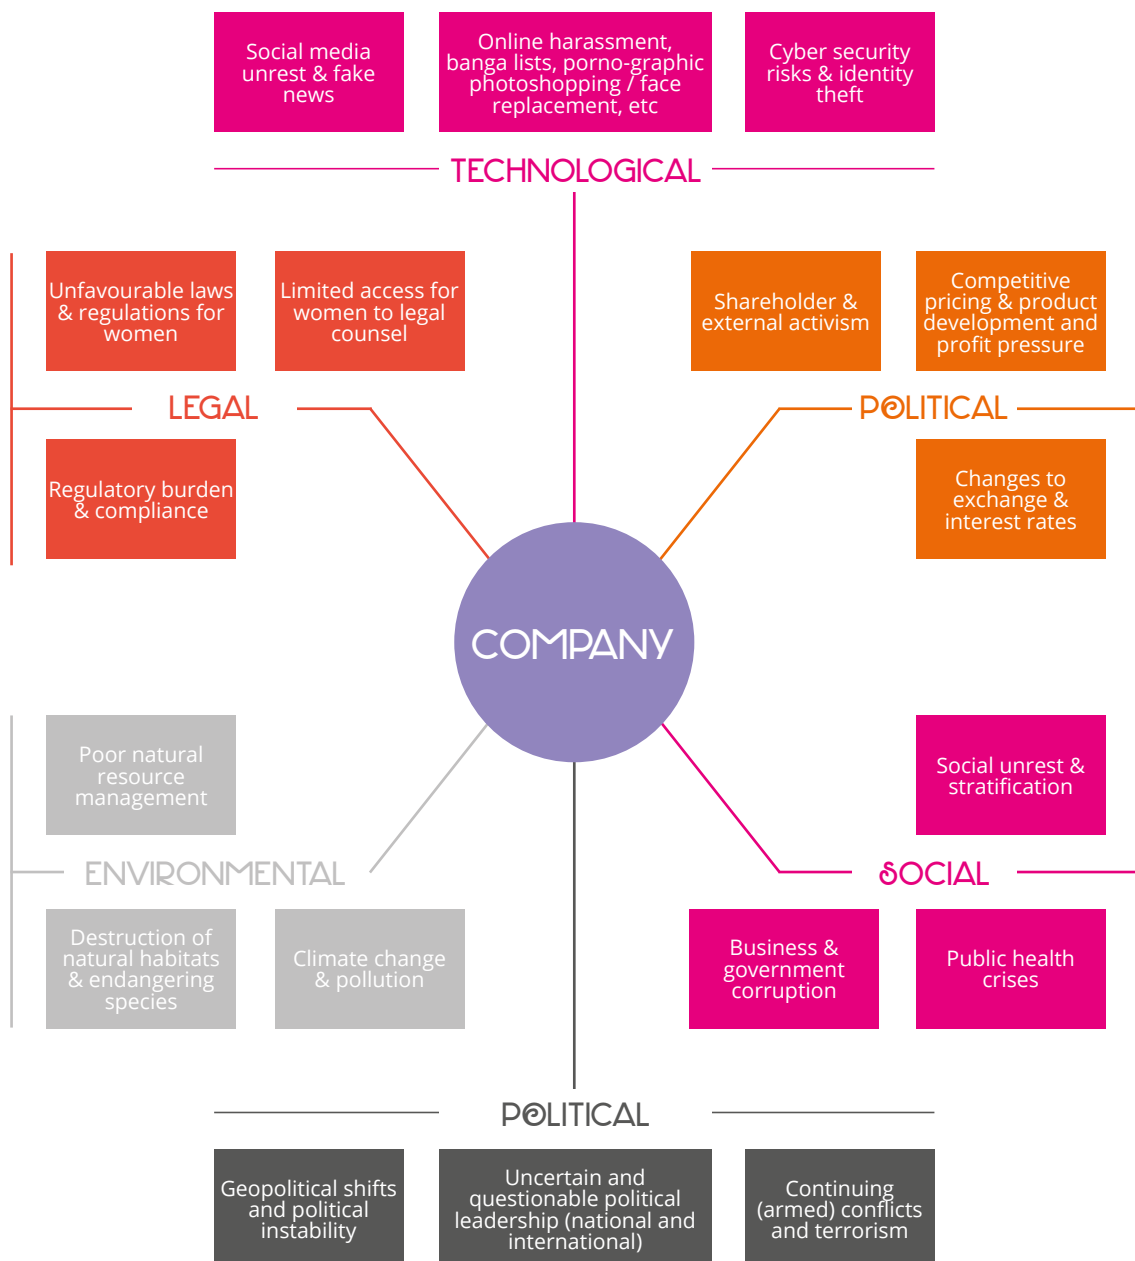 Social media
unrest & fake
news
Online harassment,
banga lists, porno-graphic
photoshopping / face
replacement, etc
Cyber security
risks & identity
theft
TECHNOLOGICAL
Unfavourable laws
& regulations for
women
Limited access for
women to legal
counsel
LEGAL
Regulatory burden
& compliance
Shareholder &
external activism
Competitive
pricing & product
development and
profit pressure
POLITICAL
Changes to
exchange &
interest rates
COMPANY
Poor natural
resource
management
ENVIRONMENTAL
Destruction of
natural habitats
& endangering
species
Climate change
& pollution
Social unrest &
stratification
SOCIAL
Business &
government
corruption
Public health
crises
POLITICAL
Geopolitical shifts
and political
instability
Uncertain and
questionable political
leadership (national and
international)
Continuing
(armed) conflicts
and terrorism